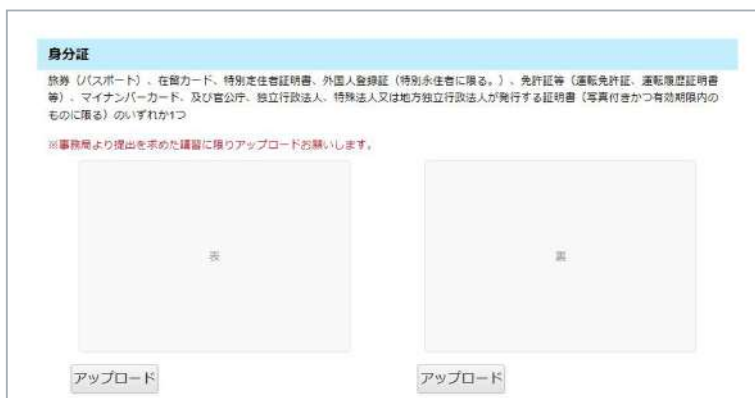 身分証
旅券（パスポート）、在留カード、特別定住者証明書、外国人登録証（特別永住者に限る。）、免許証等（運転免許証、運転履歴証明書
等）、マイナンバーカード、及び官公庁、独立行政法人、特殊法人又は地方独立行政法人が発行する証明書（写真付きかつ有効期限内の
ものに限る）のいずれか1つ
※事務局より提出を求めた講習に限りアップロードお願いします。
表
裏
アップロード
アップロード